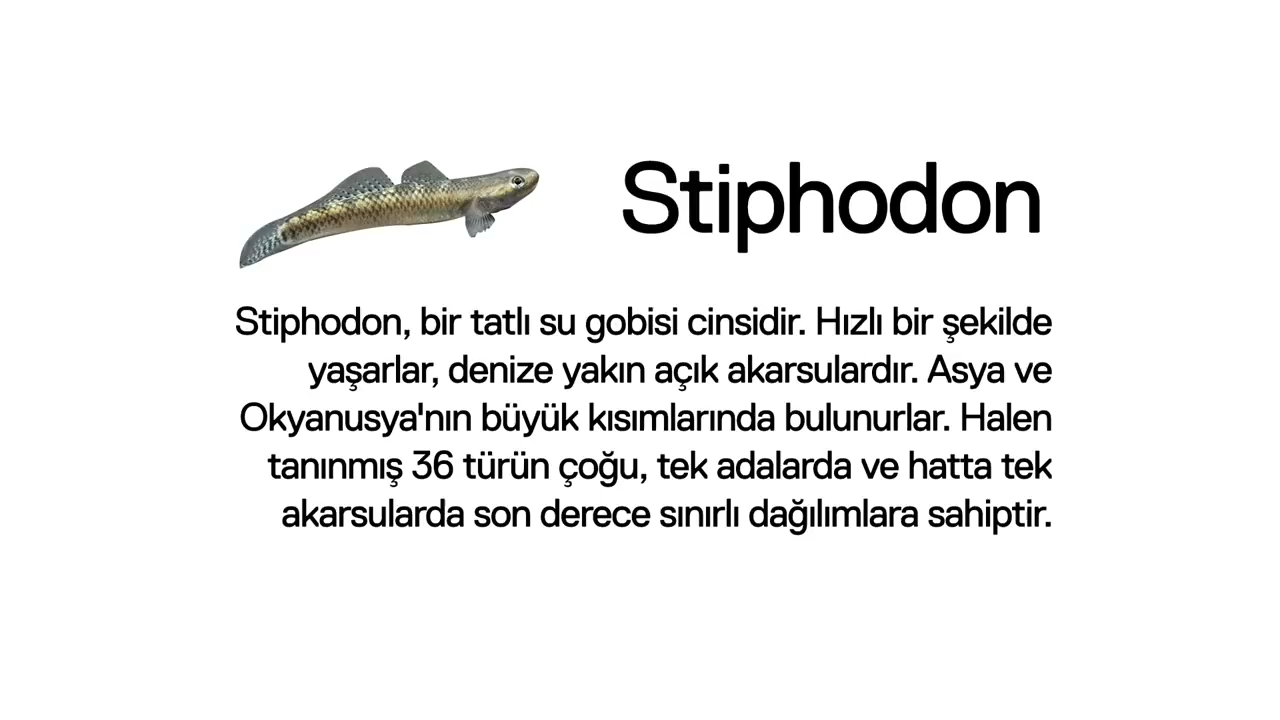 Stiphodon
Stiphodon, bir tatlı su gobisi cinsidir. Hızlı bir şekilde
yaşarlar, denize yakın açık akarsulardır. Asya ve
Okyanusya'nın büyük kısımlarında bulunurlar. Halen
tanınmış 36 türün çoğu, tek adalarda ve hatta tek
akarsularda son derece sınırlı dağılımlara sahiptir.